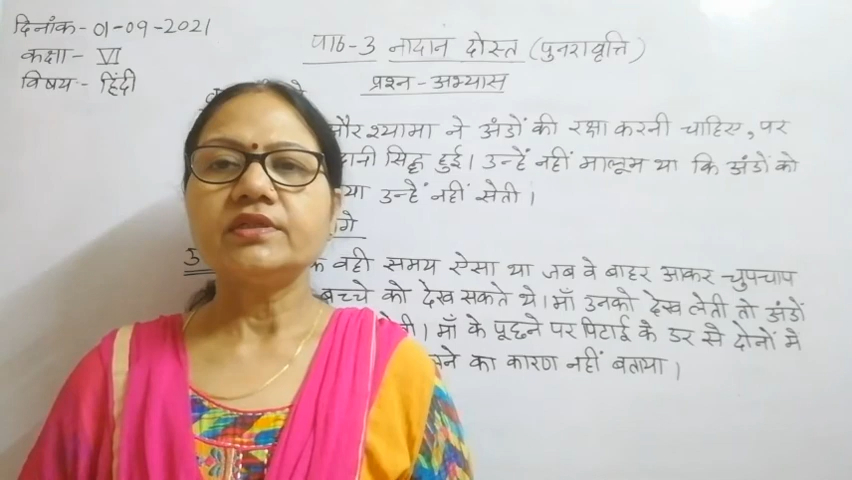 दिनांक - 01-09-2021
कक्षा - VI
विषय - हिंदी
पाठ-3 नादान दोस्त (पुनरावृत्ति)
प्रश्न-अभ्यास
और श्यामा ने अंडों की रक्षा करनी चाहिए, पर
सिद्ध हुई। उन्हें नहीं मालूम था कि अंडों को
उन्हें नहीं सेती।
वही समय ऐसा था जब वे बाहर आकर चुपचाप
बच्चे को देख सकते थे। माँ उनको देख लेती तो अंडों
माँ के पूछने पर पिटाई के डर से दोनों में
का कारण नहीं बताया।